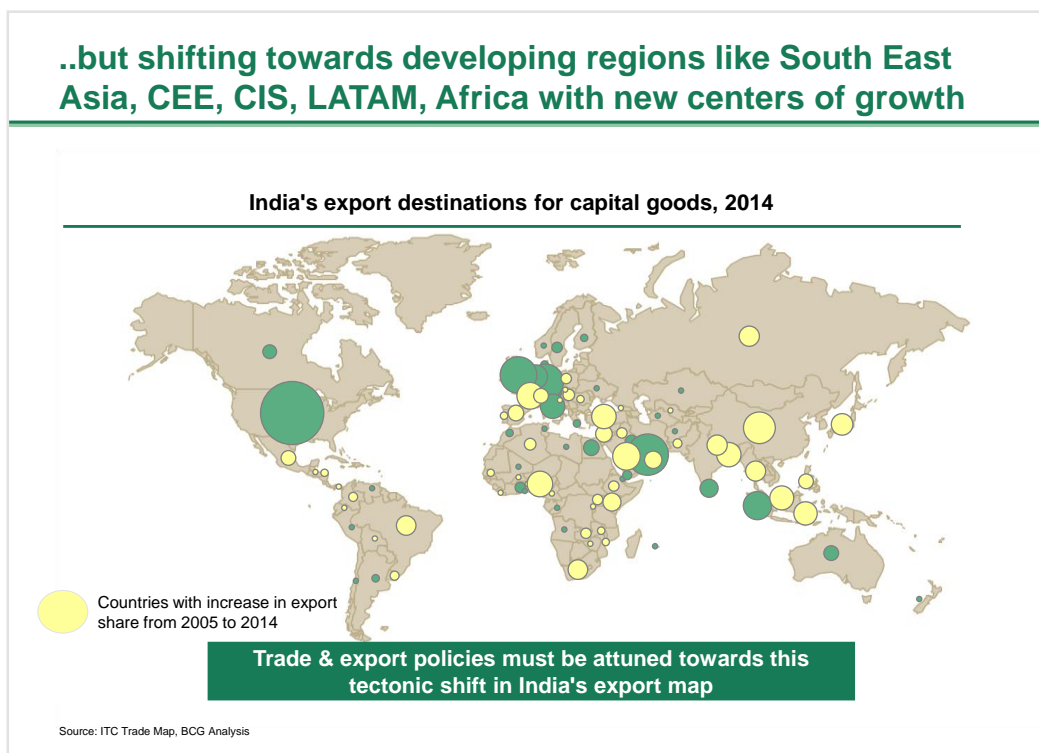 ..but shifting towards developing regions like South East
Asia, CEE, CIS, LATAM, Africa with new centers of growth
India's export destinations for capital goods, 2014
Countries with increase in export
share from 2005 to 2014
Trade & export policies must be attuned towards this
tectonic shift in India's export map
Source: ITC Trade Map, BCG Analysis